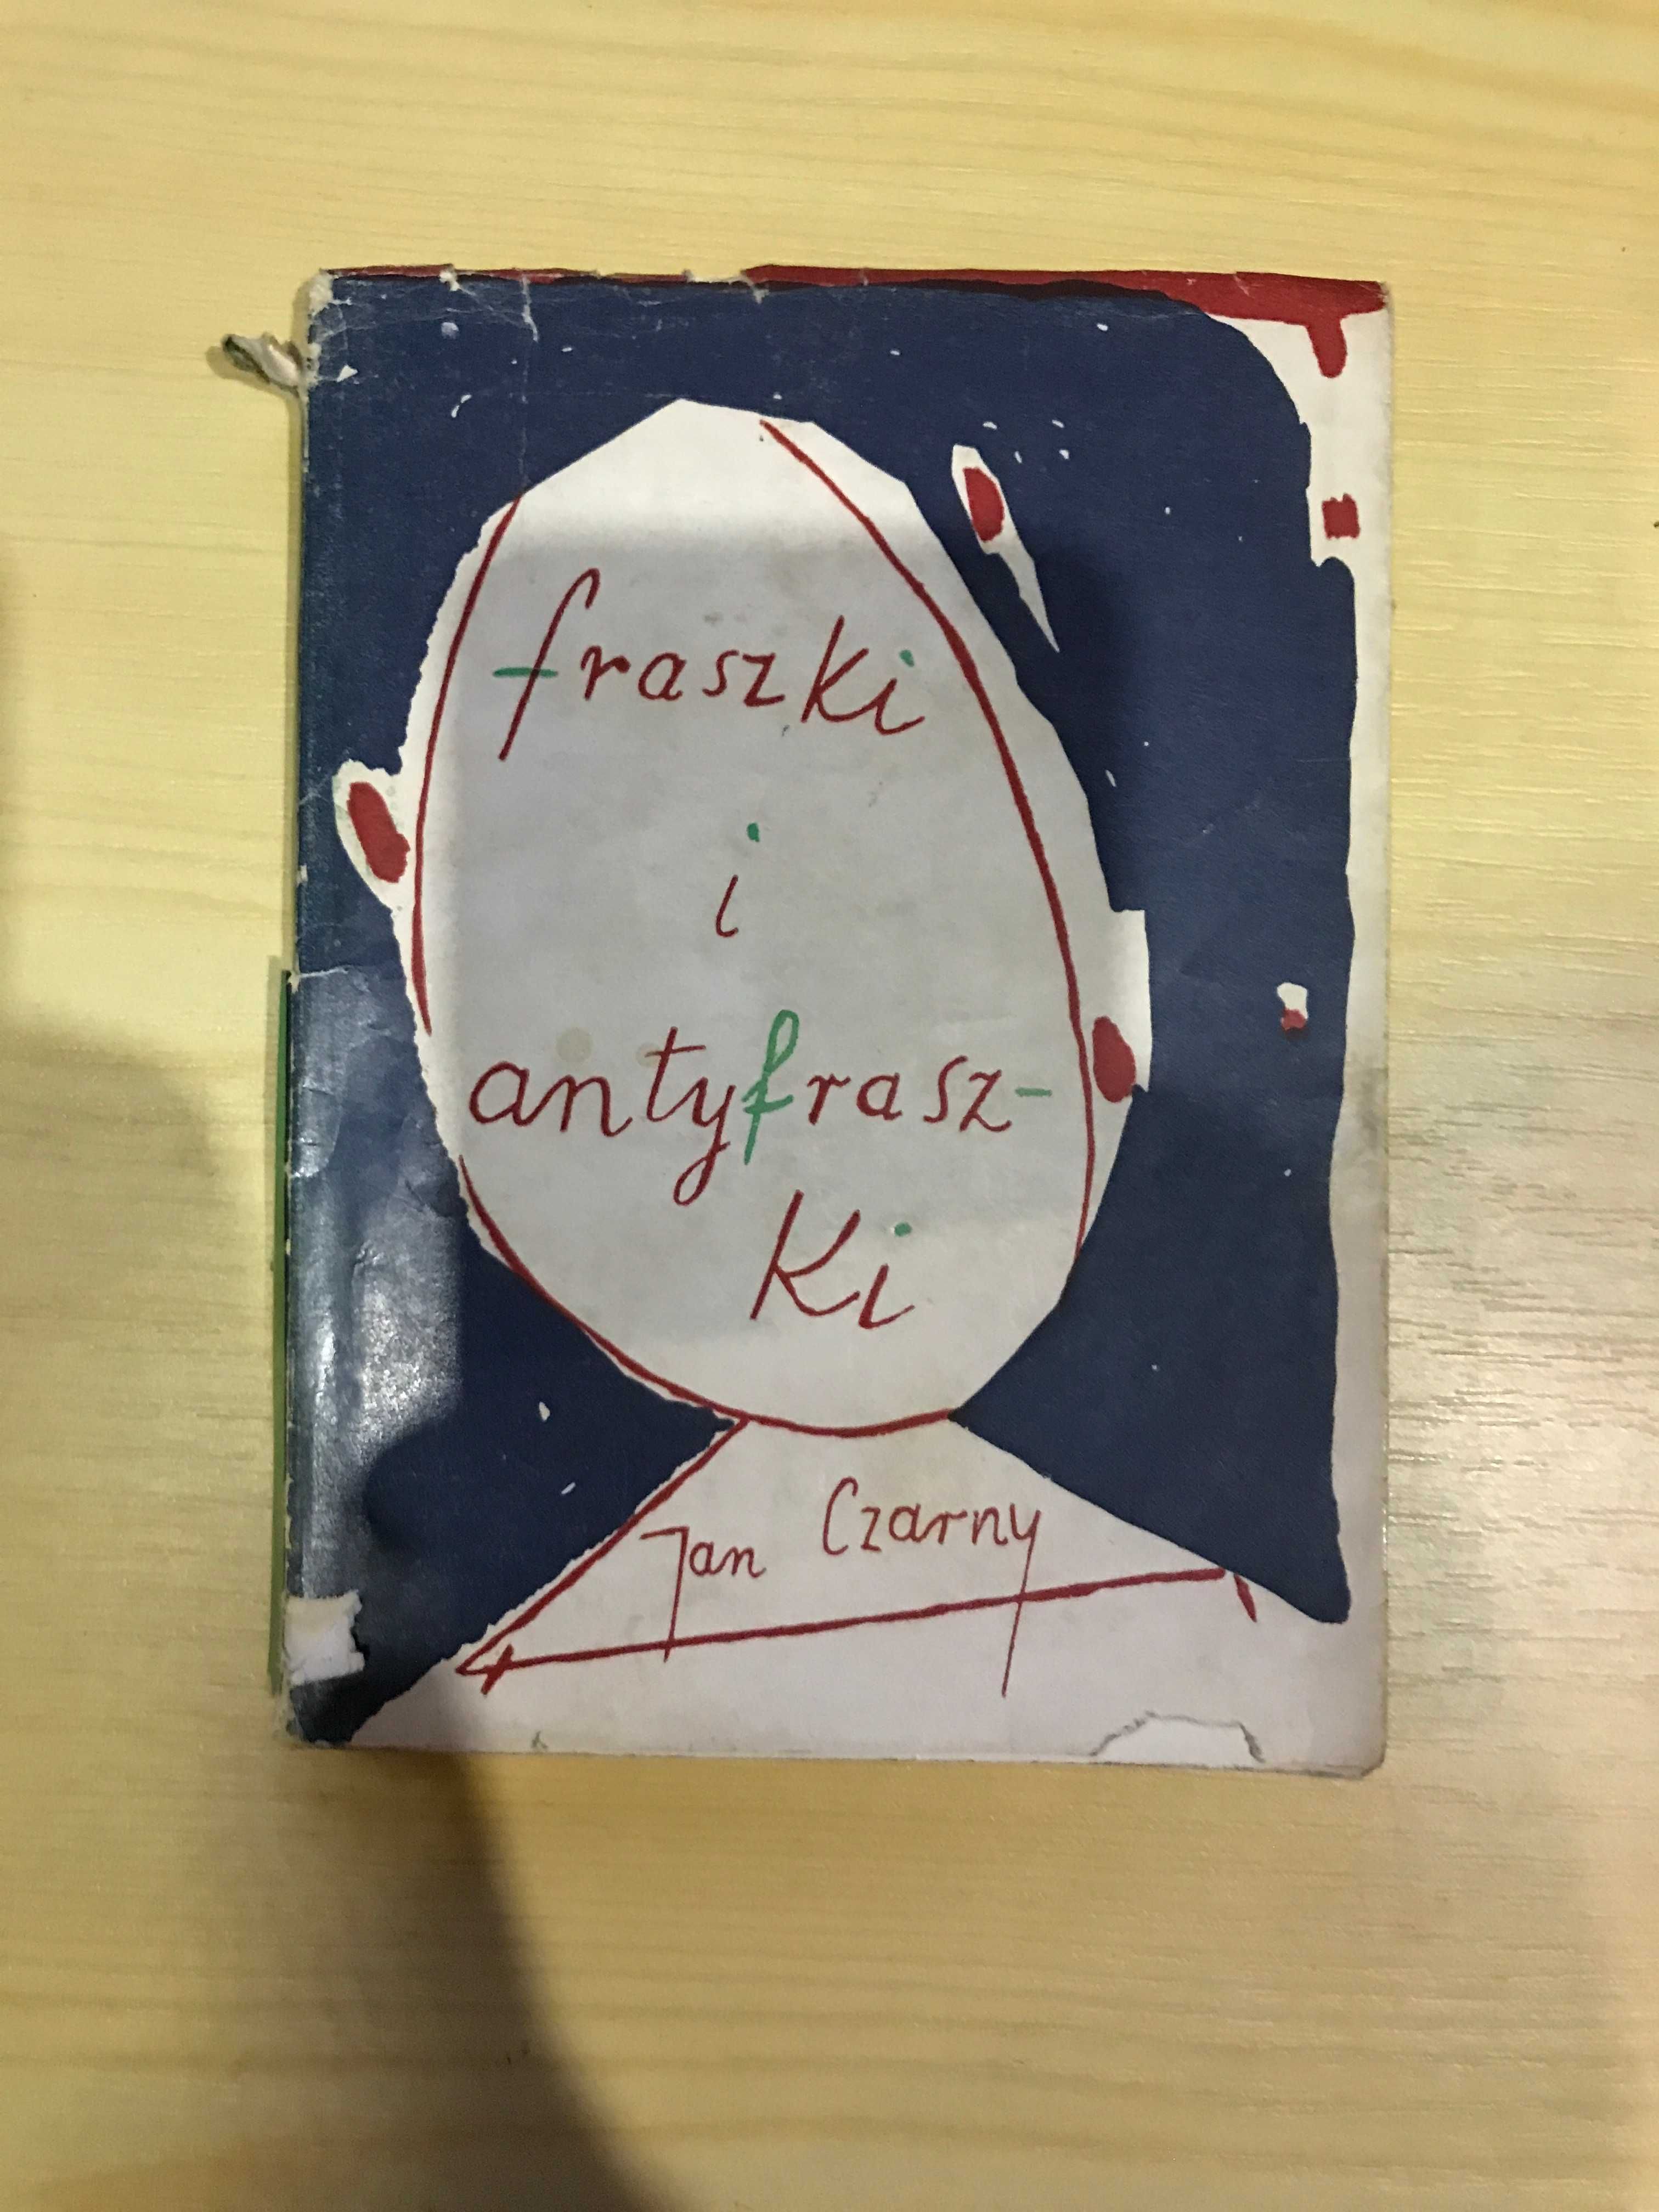 fraszki
i
antyfrasz-
ki
Jan Czarny